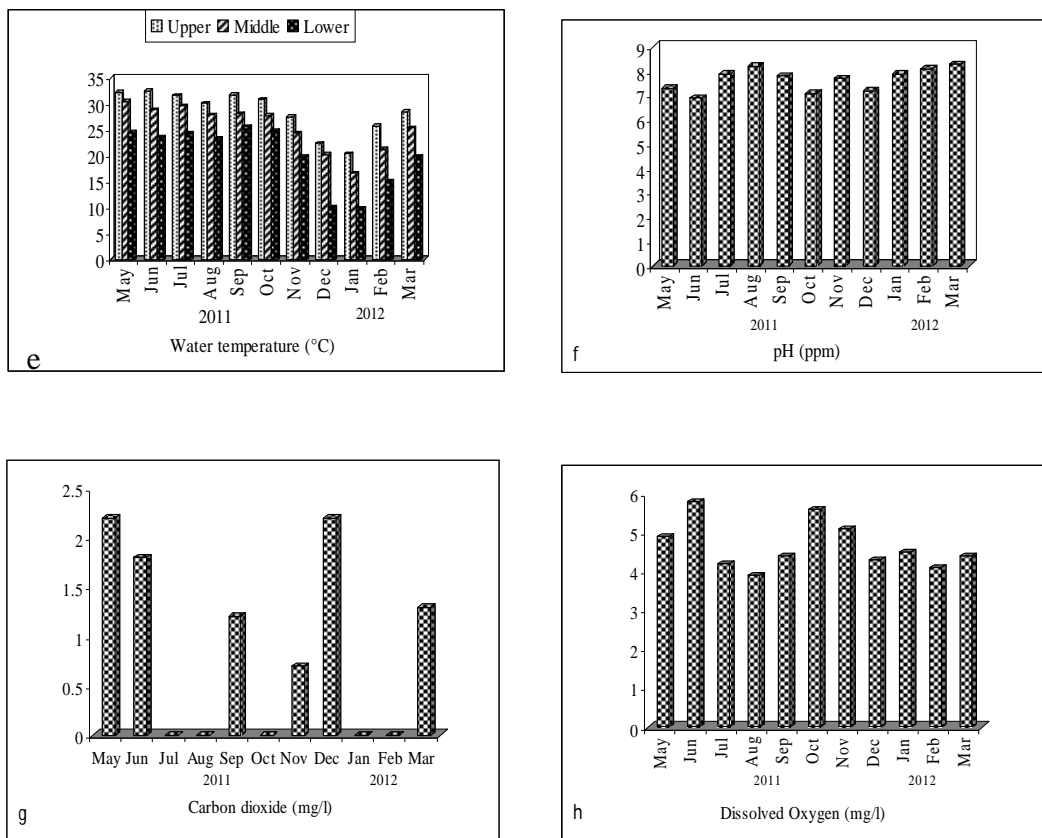 Upper Middle Lower
35
30
25
20
15
10
5
0
May Jun Jul Aug Sep Oct Nov Dec Jan Feb Mar
2011 2012
Water temperature (°C)
e
9
8
7
6
5
4
3
2
1
0
May Jun Jul Aug Sep Oct Nov Dec Jan Feb Mar
2011 2012
pH (ppm)
f
2.5
2
1.5
1
0.5
0
May Jun Jul Aug Sep Oct Nov Dec Jan Feb Mar
2011 2012
Carbon dioxide (mg/l)
g
6
5
4
3
2
1
0
May Jun Jul Aug Sep Oct Nov Dec Jan Feb Mar
2011 2012
Dissolved Oxygen (mg/l)
h